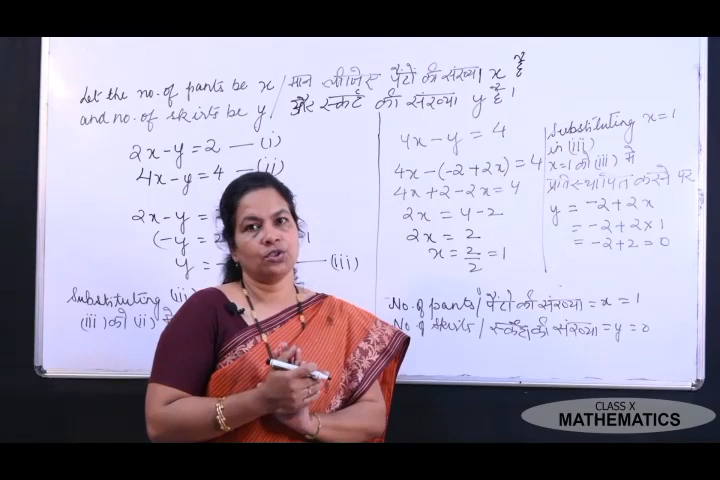 Let the no. of pants be x / मान लीजिए पैंटों की संख्या x है
and no. of skirts be y. / और स्कर्ट की संख्या y है ।
2x-y = 2 — (i)
4x-y = 4 — (ii)
2x-y =
(-y = 2
y =
— (iii)
Substituting (iii)
(iii) को (ii) में
4x-y = 4
4x-(-2+2x) = 4
4x+2-2x = 4
2x = 4-2
2x = 2
x = 2/2 = 1
Substituting x=1
in (iii)
x=1 को (iii) में
प्रतिस्थापित करने पर
y = -2+2x
= -2+2x1
= -2+2=0
No. of pants / पैंटों की संख्या = x = 1
No. of skirts / स्कर्टों की संख्या = y = 0
CLASS X
MATHEMATICS